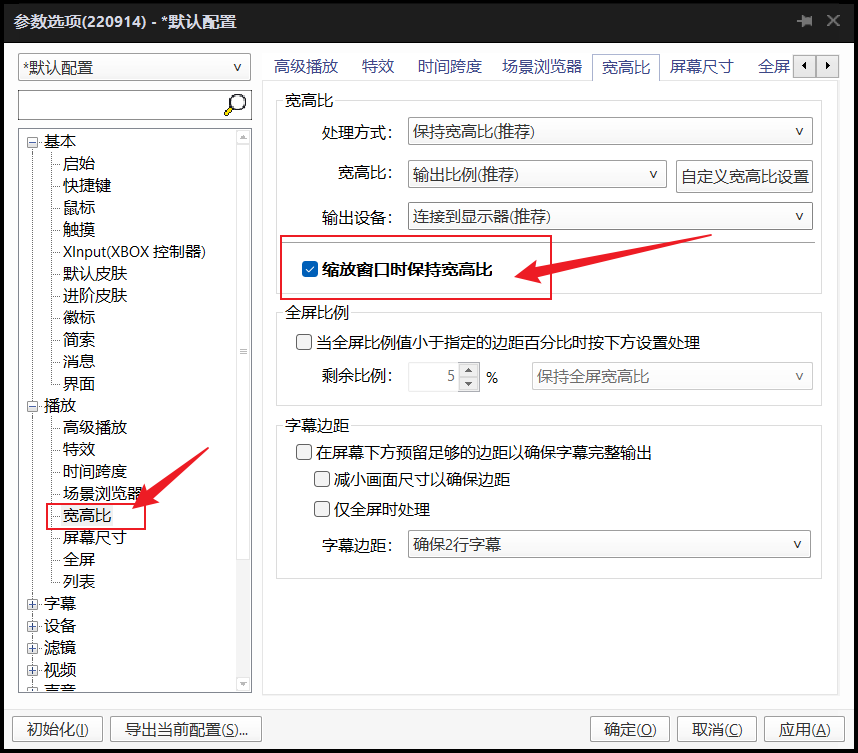 参数选项(220914) - *默认配置
*默认配置
高级播放 特效 时间跨度 场景浏览器 宽高比 屏幕尺寸 全屏
基本
启始
快捷键
鼠标
触摸
XInput(XBOX 控制器)
默认皮肤
进阶皮肤
徽标
简索
消息
界面
播放
高级播放
特效
时间跨度
场景浏览器
宽高比
屏幕尺寸
全屏
列表
字幕
设备
滤镜
视频
声音
宽高比
处理方式: 保持宽高比(推荐)
宽高比: 输出比例(推荐) 自定义宽高比设置
输出设备: 连接到显示器(推荐)
缩放窗口时保持宽高比
全屏比例
当全屏比例值小于指定的边距百分比时按下方设置处理
剩余比例: 5 % 保持全屏宽高比
字幕边距
在屏幕下方预留足够的边距以确保字幕完整输出
减小画面尺寸以确保边距
仅全屏时处理
字幕边距: 确保2行字幕
初始化(I) 导出当前配置(S)... 确定(O) 取消(C) 应用(A)